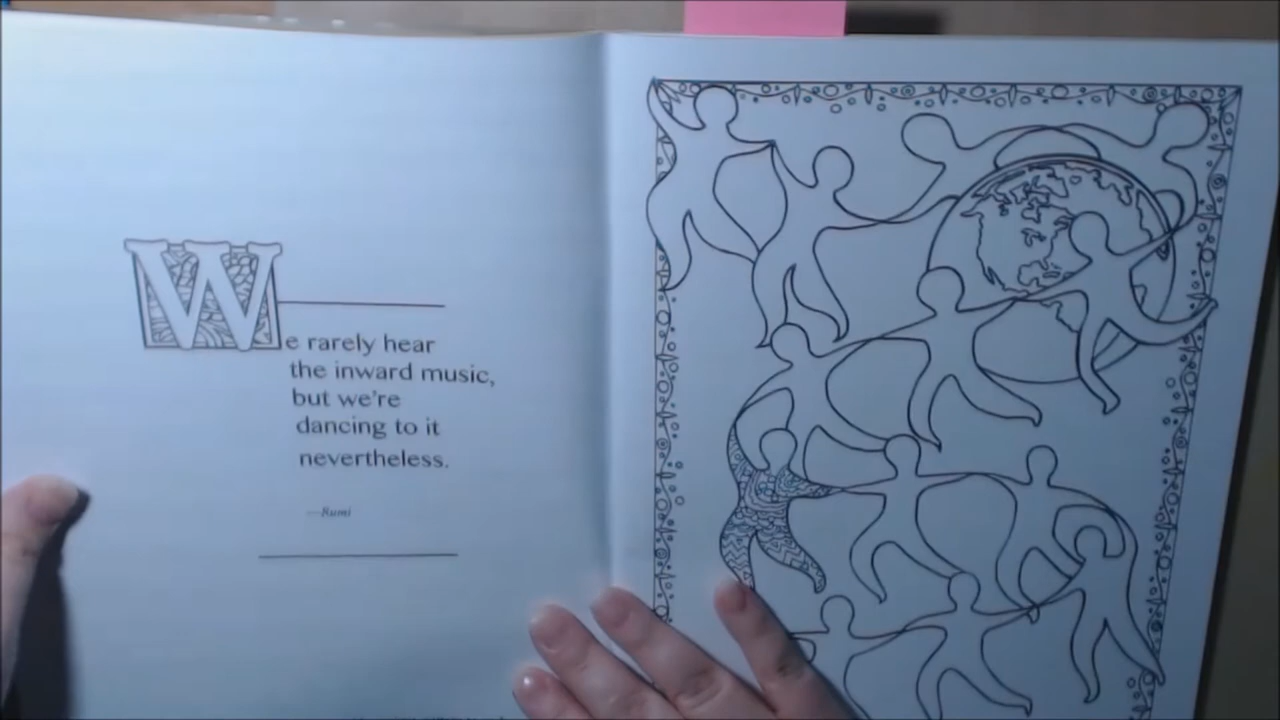 We rarely hear
the inward music,
but we're
dancing to it
nevertheless.
—Rumi